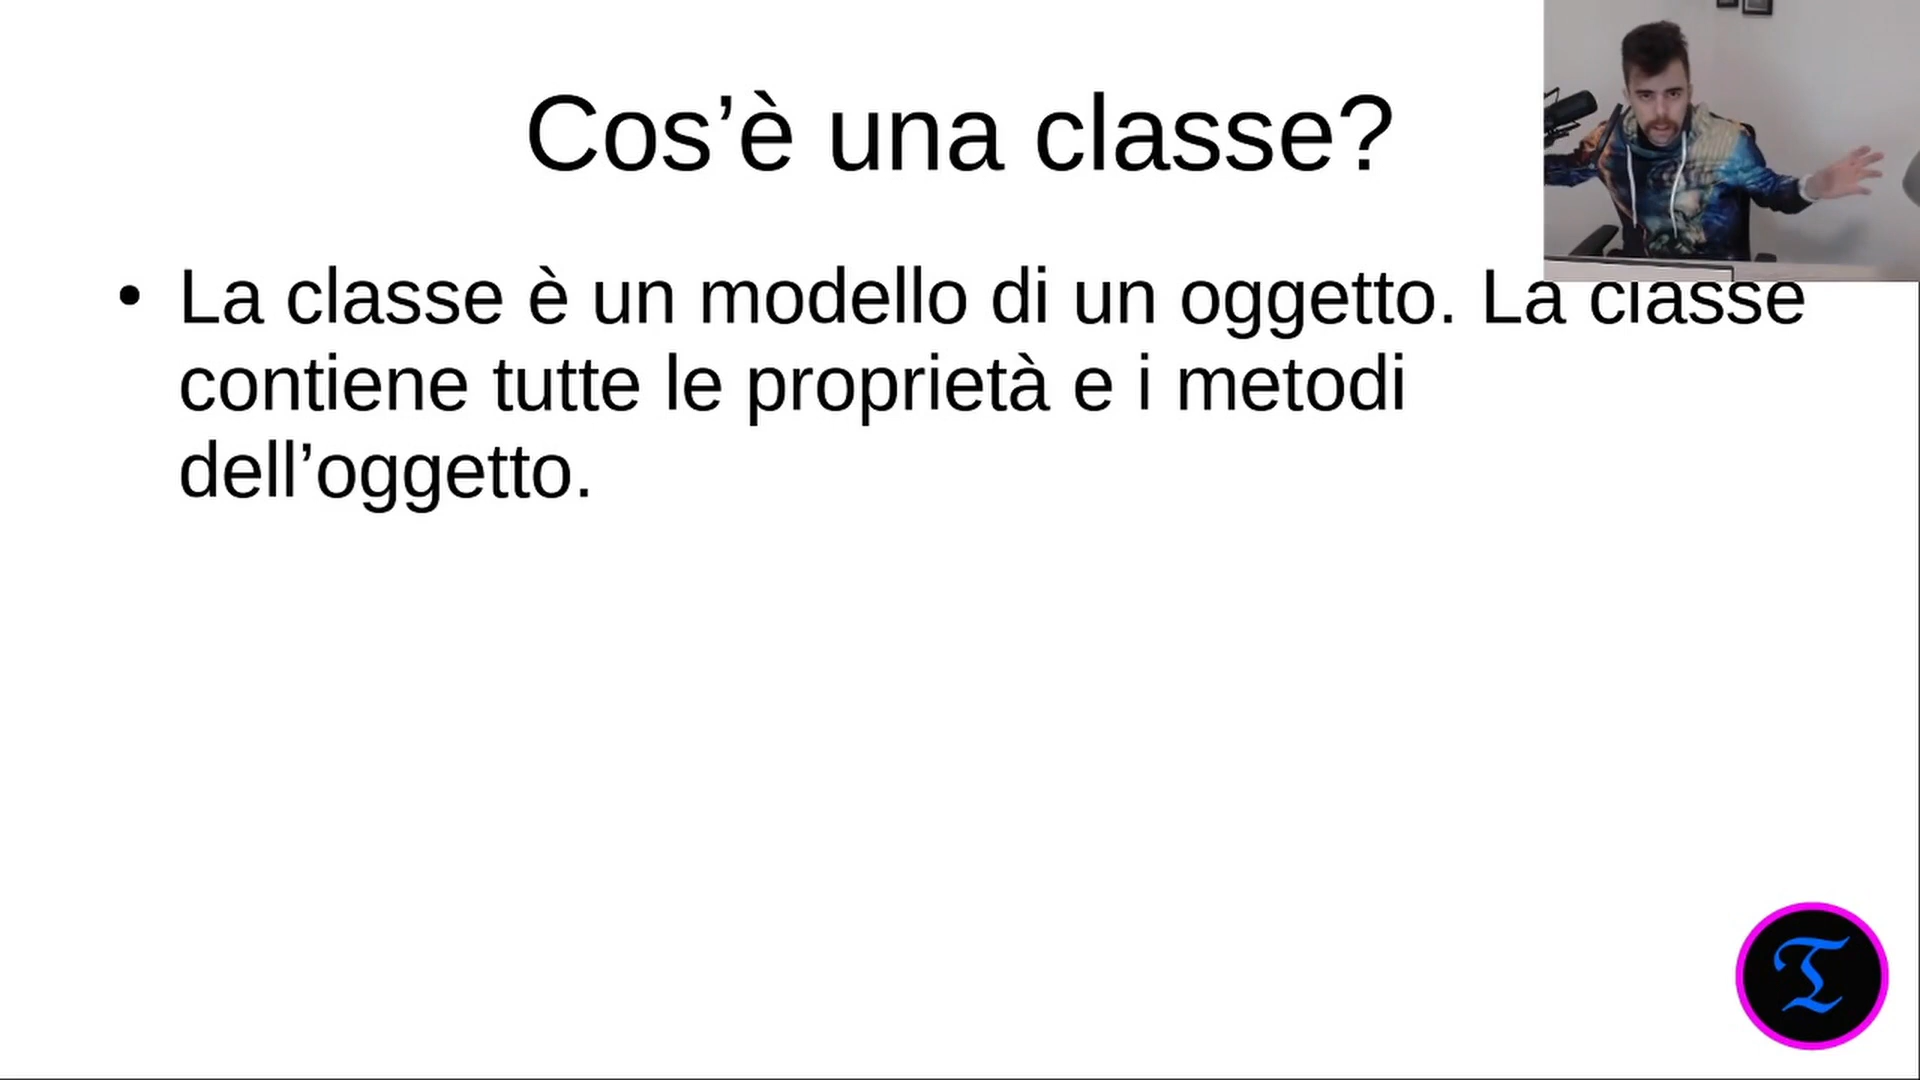 Cos’è una classe?
• La classe è un modello di un oggetto. La classe
contiene tutte le proprietà e i metodi
dell’oggetto.